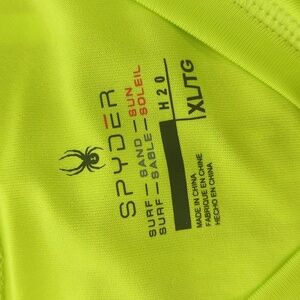 SPYDER
SURF — SAND — SUN
SURF — SABLE — SOLEIL
H2O
XL/TG
MADE IN CHINA
FABRIQUÉ EN CHINE
HECHO EN CHINA